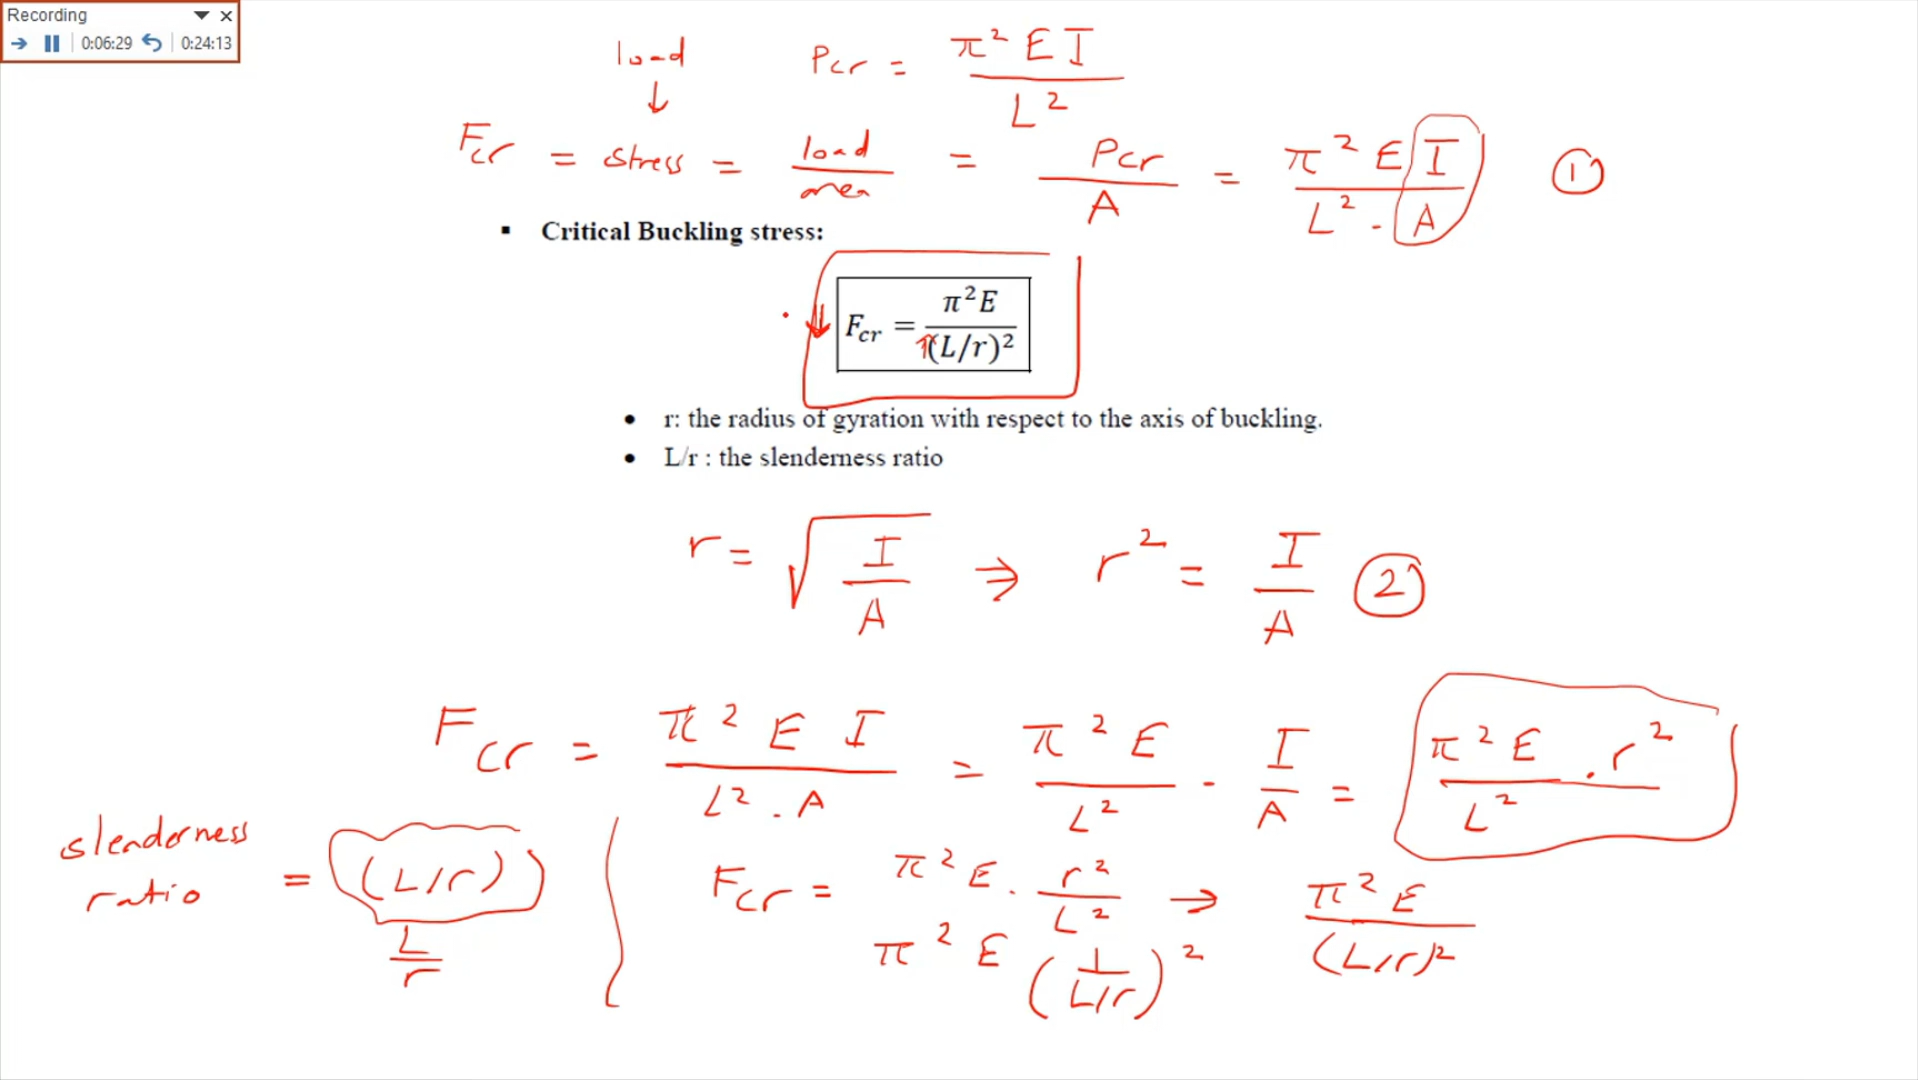 Recording
0:06:29 0:24:13
load
↓
Pcr = π² E I / L²
Fcr = stress = load / area = Pcr / A = π² E I / L² · A ①
▪ Critical Buckling stress:
↓ F_cr = π²E / ↑(L/r)²
• r: the radius of gyration with respect to the axis of buckling.
• L/r : the slenderness ratio
r = √(I / A) ⇒ r² = I / A ②
Fcr = π² E I / L² · A = π² E / L² · I / A = π² E / L² · r²
slenderness ratio = (L/r)
L / r
Fcr = π² E · r² / L² → π² E / (L/r)²
π² E (1 / L/r)²